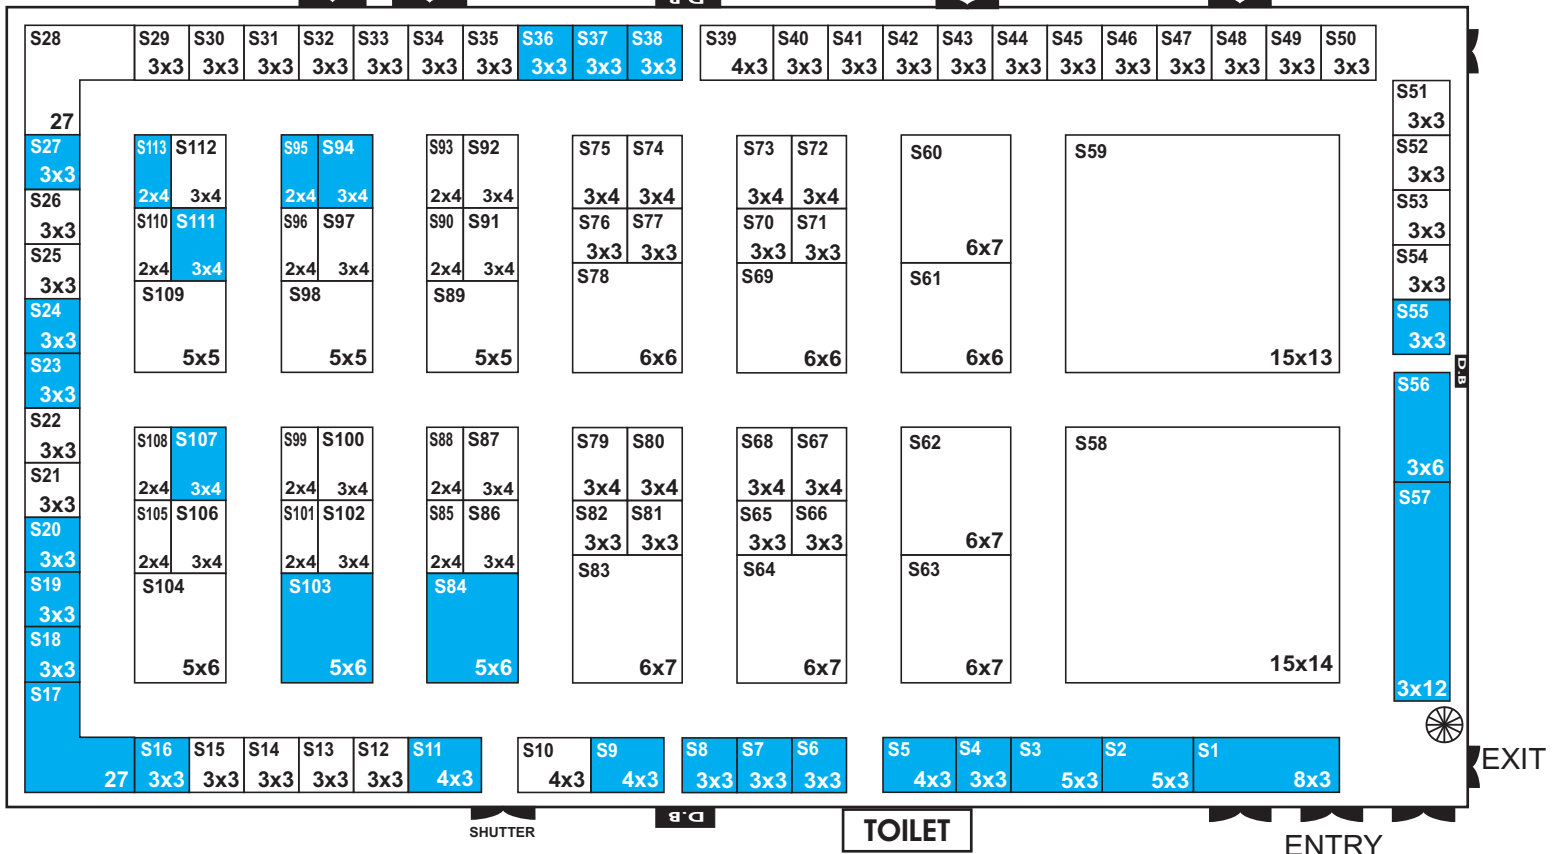 D.B
S28 S29 S30 S31 S32 S33 S34 S35 S36 S37 S38 S39 S40 S41 S42 S43 S44 S45 S46 S47 S48 S49 S50
3x3 3x3 3x3 3x3 3x3 3x3 3x3 3x3 3x3 3x3 4x3 3x3 3x3 3x3 3x3 3x3 3x3 3x3 3x3 3x3 3x3 3x3
27
S51
3x3
S52
3x3
S53
3x3
S54
3x3
S55
3x3
D.B
S56
3x6
S57
3x12
S27
3x3
S26
3x3
S25
3x3
S24
3x3
S23
3x3
S22
3x3
S21
3x3
S20
3x3
S19
3x3
S18
3x3
S17
27
S113 S112 S95 S94 S93 S92 S75 S74 S73 S72 S60 S59
2x4 3x4 2x4 3x4 2x4 3x4 3x4 3x4 3x4 3x4
S110 S111 S96 S97 S90 S91 S76 S77 S70 S71
3x3 3x3 3x3 3x3 6x7
2x4 3x4 2x4 3x4 2x4 3x4
S109 S98 S89 S78 S69 S61
5x5 5x5 5x5 6x6 6x6 6x6 15x13
S108 S107 S99 S100 S88 S87 S79 S80 S68 S67 S62 S58
2x4 3x4 2x4 3x4 2x4 3x4 3x4 3x4 3x4 3x4
S105 S106 S101 S102 S85 S86 S82 S81 S65 S66
3x3 3x3 3x3 3x3 6x7
2x4 3x4 2x4 3x4 2x4 3x4
S104 S103 S84 S83 S64 S63
5x6 5x6 5x6 6x7 6x7 6x7 15x14
S16 S15 S14 S13 S12 S11 S10 S9 S8 S7 S6 S5 S4 S3 S2 S1
3x3 3x3 3x3 3x3 3x3 4x3 4x3 4x3 3x3 3x3 3x3 4x3 3x3 5x3 5x3 8x3
EXIT
SHUTTER
D.B
TOILET
ENTRY